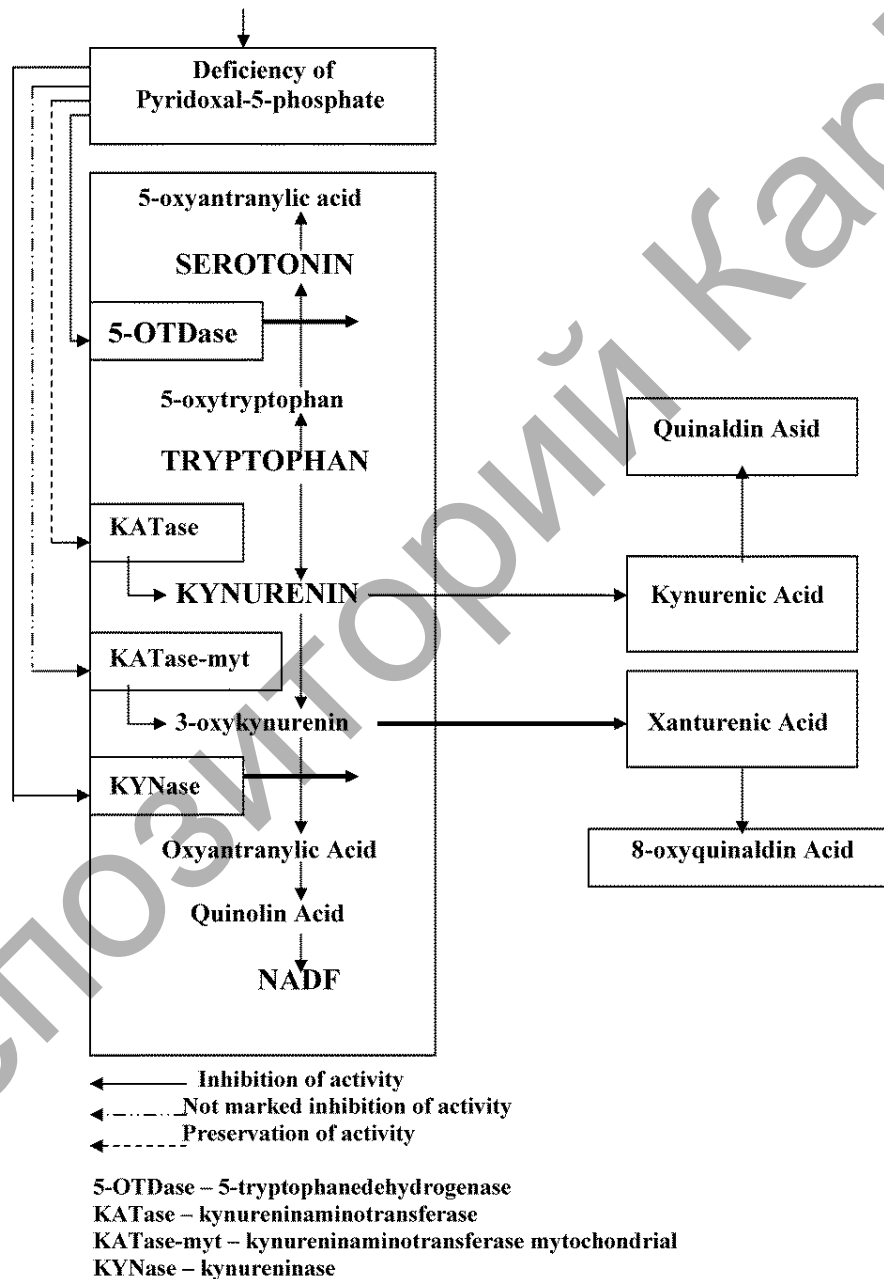 Deficiency of
Pyridoxal-5-phosphate
5-oxyantranylic acid
SEROTONIN
5-OTDase
5-oxytryptophan
TRYPTOPHAN
KATase
KYNURENIN
KATase-myt
3-oxykynurenin
KYNase
Oxyantranylic Acid
Quinolin Acid
NADF
Quinaldin Asid
Kynurenic Acid
Xanturenic Acid
8-oxyquinaldin Acid
Inhibition of activity
Not marked inhibition of activity
Preservation of activity
5-OTDase – 5-tryptophanedehydrogenase
KATase – kynureninaminotransferase
KATase-myt – kynureninaminotransferase mytochondrial
KYNase – kynureninase